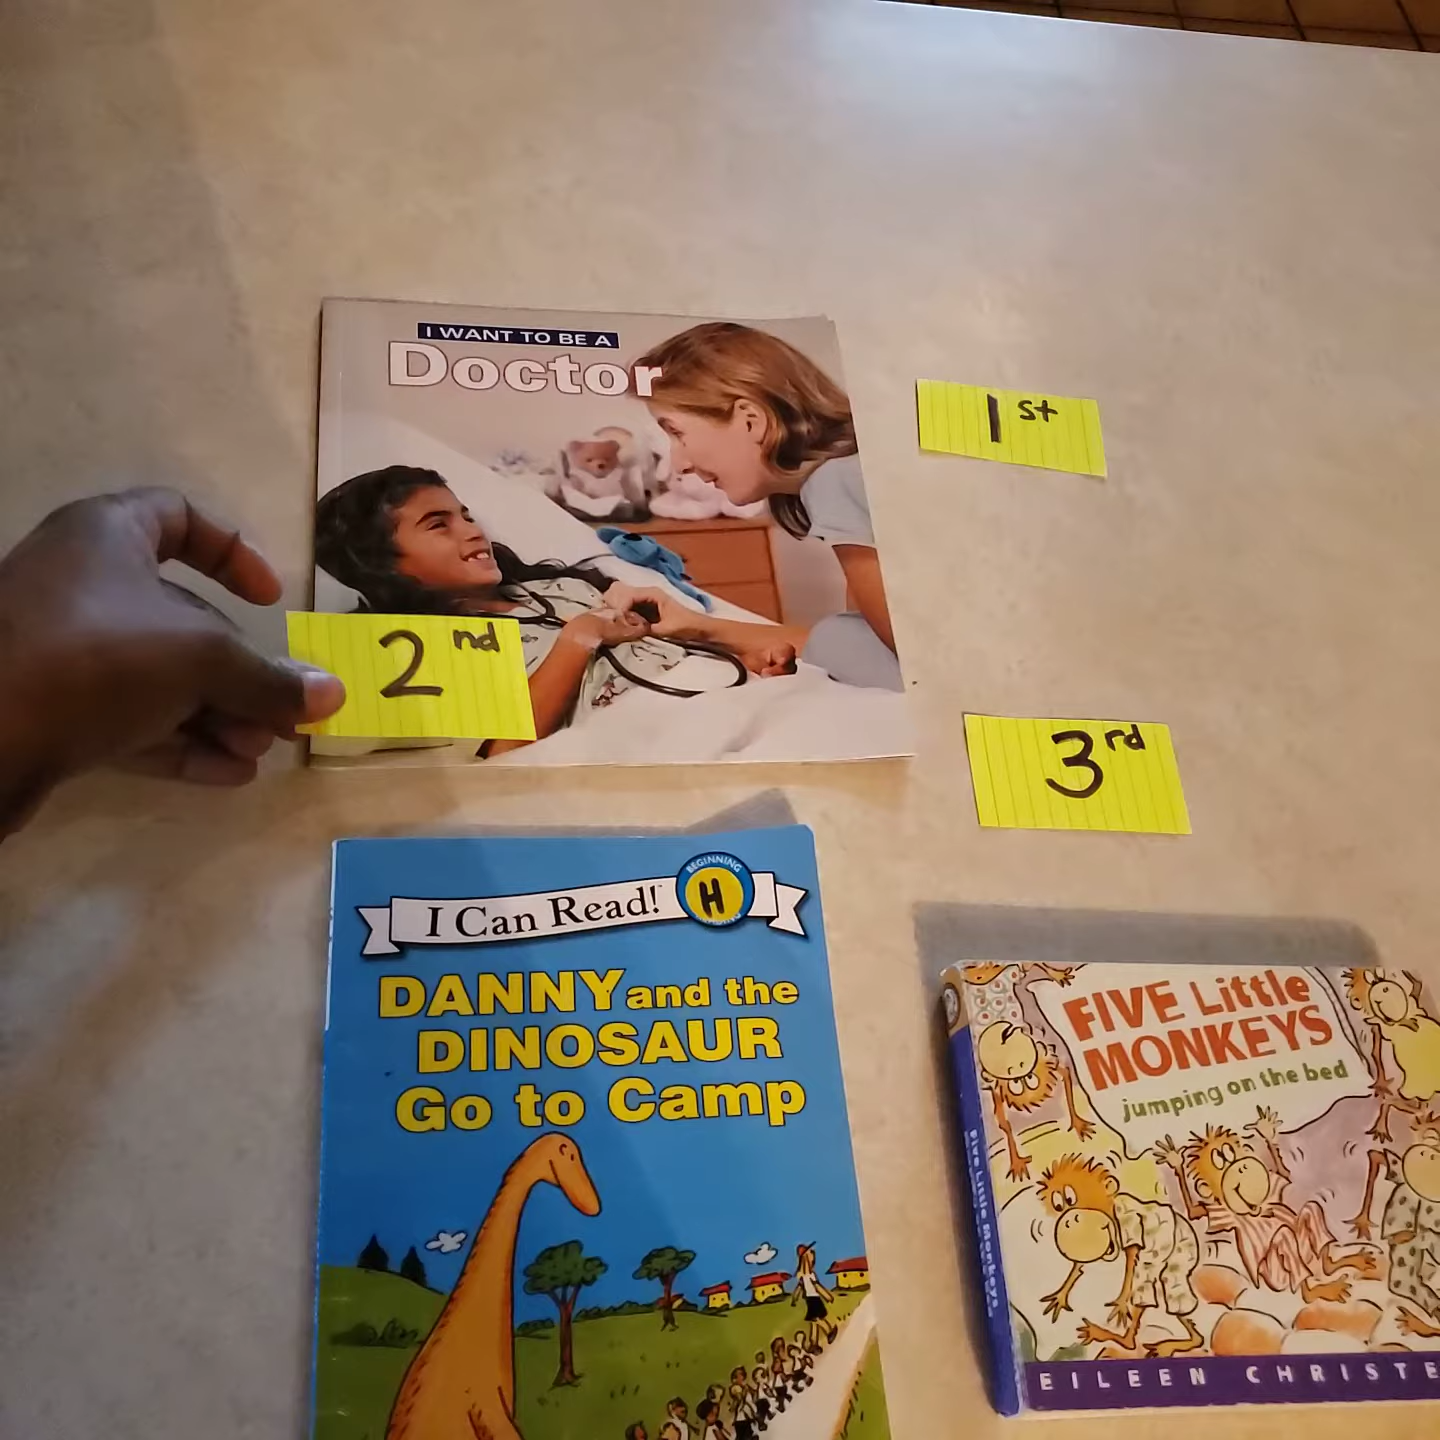 I WANT TO BE A
Doctor
1st
2nd
3rd
BEGINNING
H
I Can Read!
DANNY and the
DINOSAUR
Go to Camp
FIVE Little
MONKEYS
jumping on the bed
Five Little Monkeys
EILEEN CHRISTE